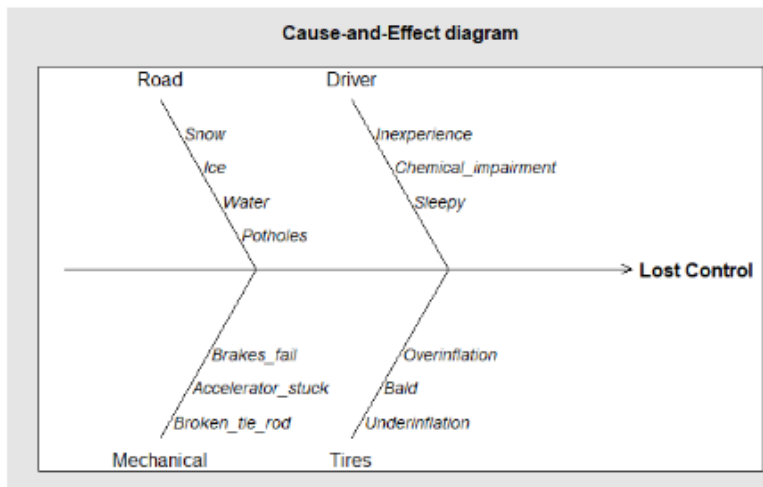 Cause-and-Effect diagram
Road
Driver
Snow
Inexperience
Ice
Chemical_impairment
Water
Sleepy
Potholes
Lost Control
Brakes_fail
Overinflation
Accelerator_stuck
Bald
Broken_tie_rod
Underinflation
Mechanical
Tires